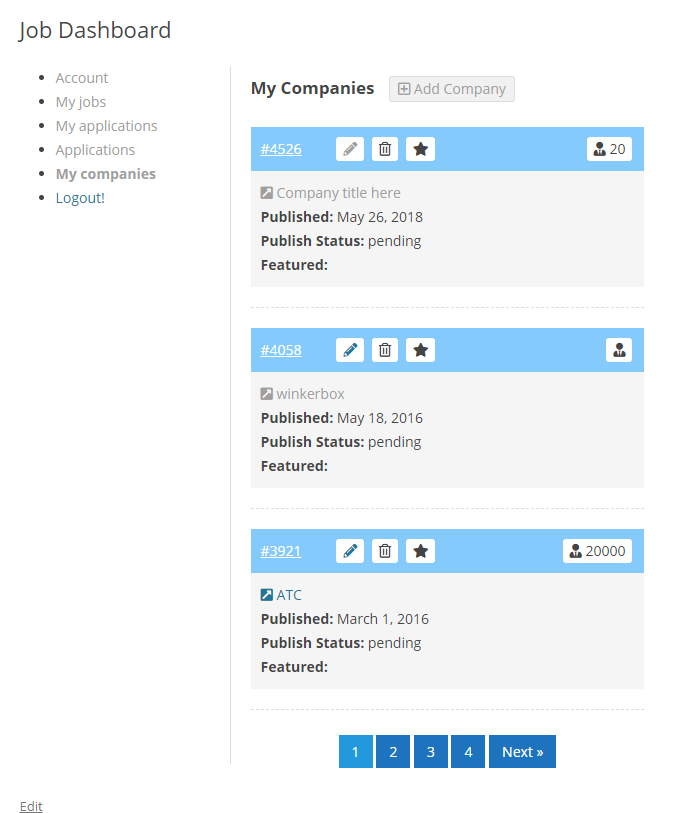 Job Dashboard
Account
My jobs
My applications
Applications
My companies
Logout!
My Companies
Add Company
#4526 20
Company title here
Published: May 26, 2018
Publish Status: pending
Featured:
#4058
winkerbox
Published: May 18, 2016
Publish Status: pending
Featured:
#3921 20000
ATC
Published: March 1, 2016
Publish Status: pending
Featured:
1 2 3 4 Next »
Edit